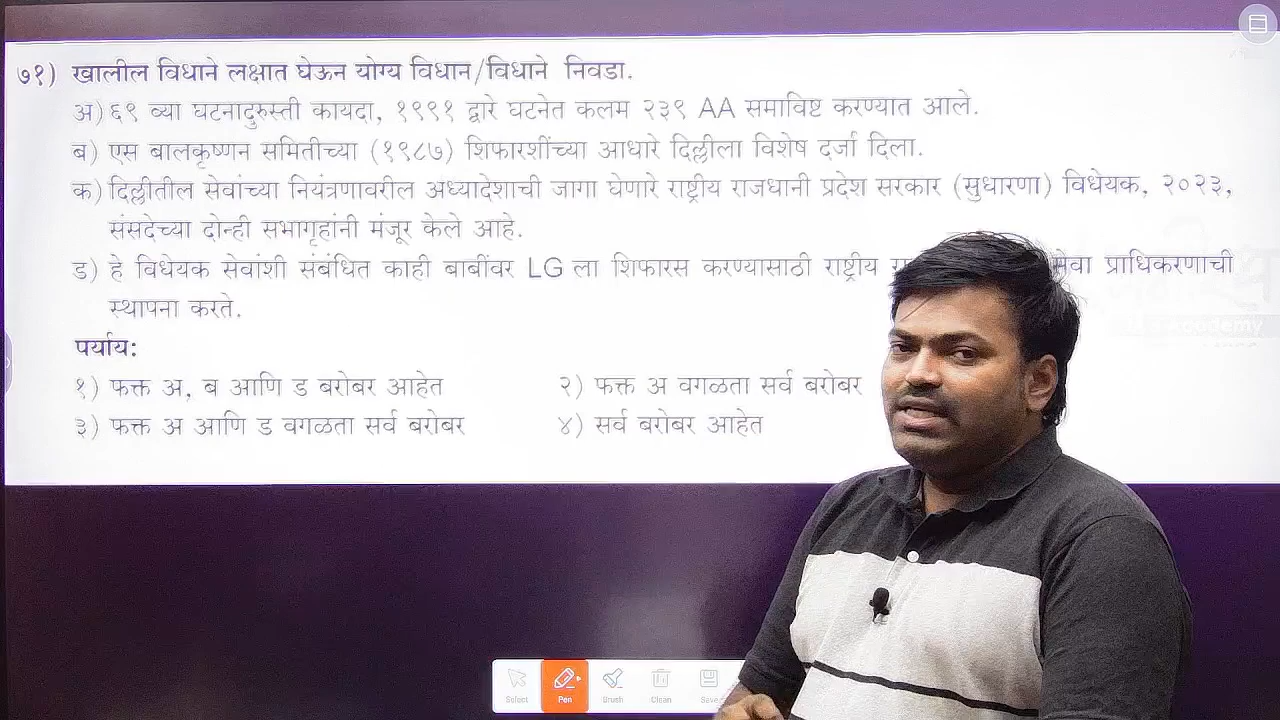 ७१) खालील विधाने लक्षात घेऊन योग्य विधान/विधाने निवडा.
अ) ६९ व्या घटनादुरुस्ती कायदा, १९९१ द्वारे घटनेत कलम २३९ AA समाविष्ट करण्यात आले.
ब) एस बालकृष्णन समितीच्या (१९८७) शिफारशींच्या आधारे दिल्लीला विशेष दर्जा दिला.
क) दिल्लीतील सेवांच्या नियंत्रणावरील अध्यादेशाची जागा घेणारे राष्ट्रीय राजधानी प्रदेश सरकार (सुधारणा) विधेयक, २०२३,
संसदेच्या दोन्ही सभागृहांनी मंजूर केले आहे.
ड) हे विधेयक सेवांशी संबंधित काही बाबींवर LG ला शिफारस करण्यासाठी राष्ट्रीय सेवा प्राधिकरणाची
स्थापना करते.
पर्याय:
१) फक्त अ, ब आणि ड बरोबर आहेत २) फक्त अ वगळता सर्व बरोबर
३) फक्त अ आणि ड वगळता सर्व बरोबर ४) सर्व बरोबर आहेत
Select Pen Brush Clean Save